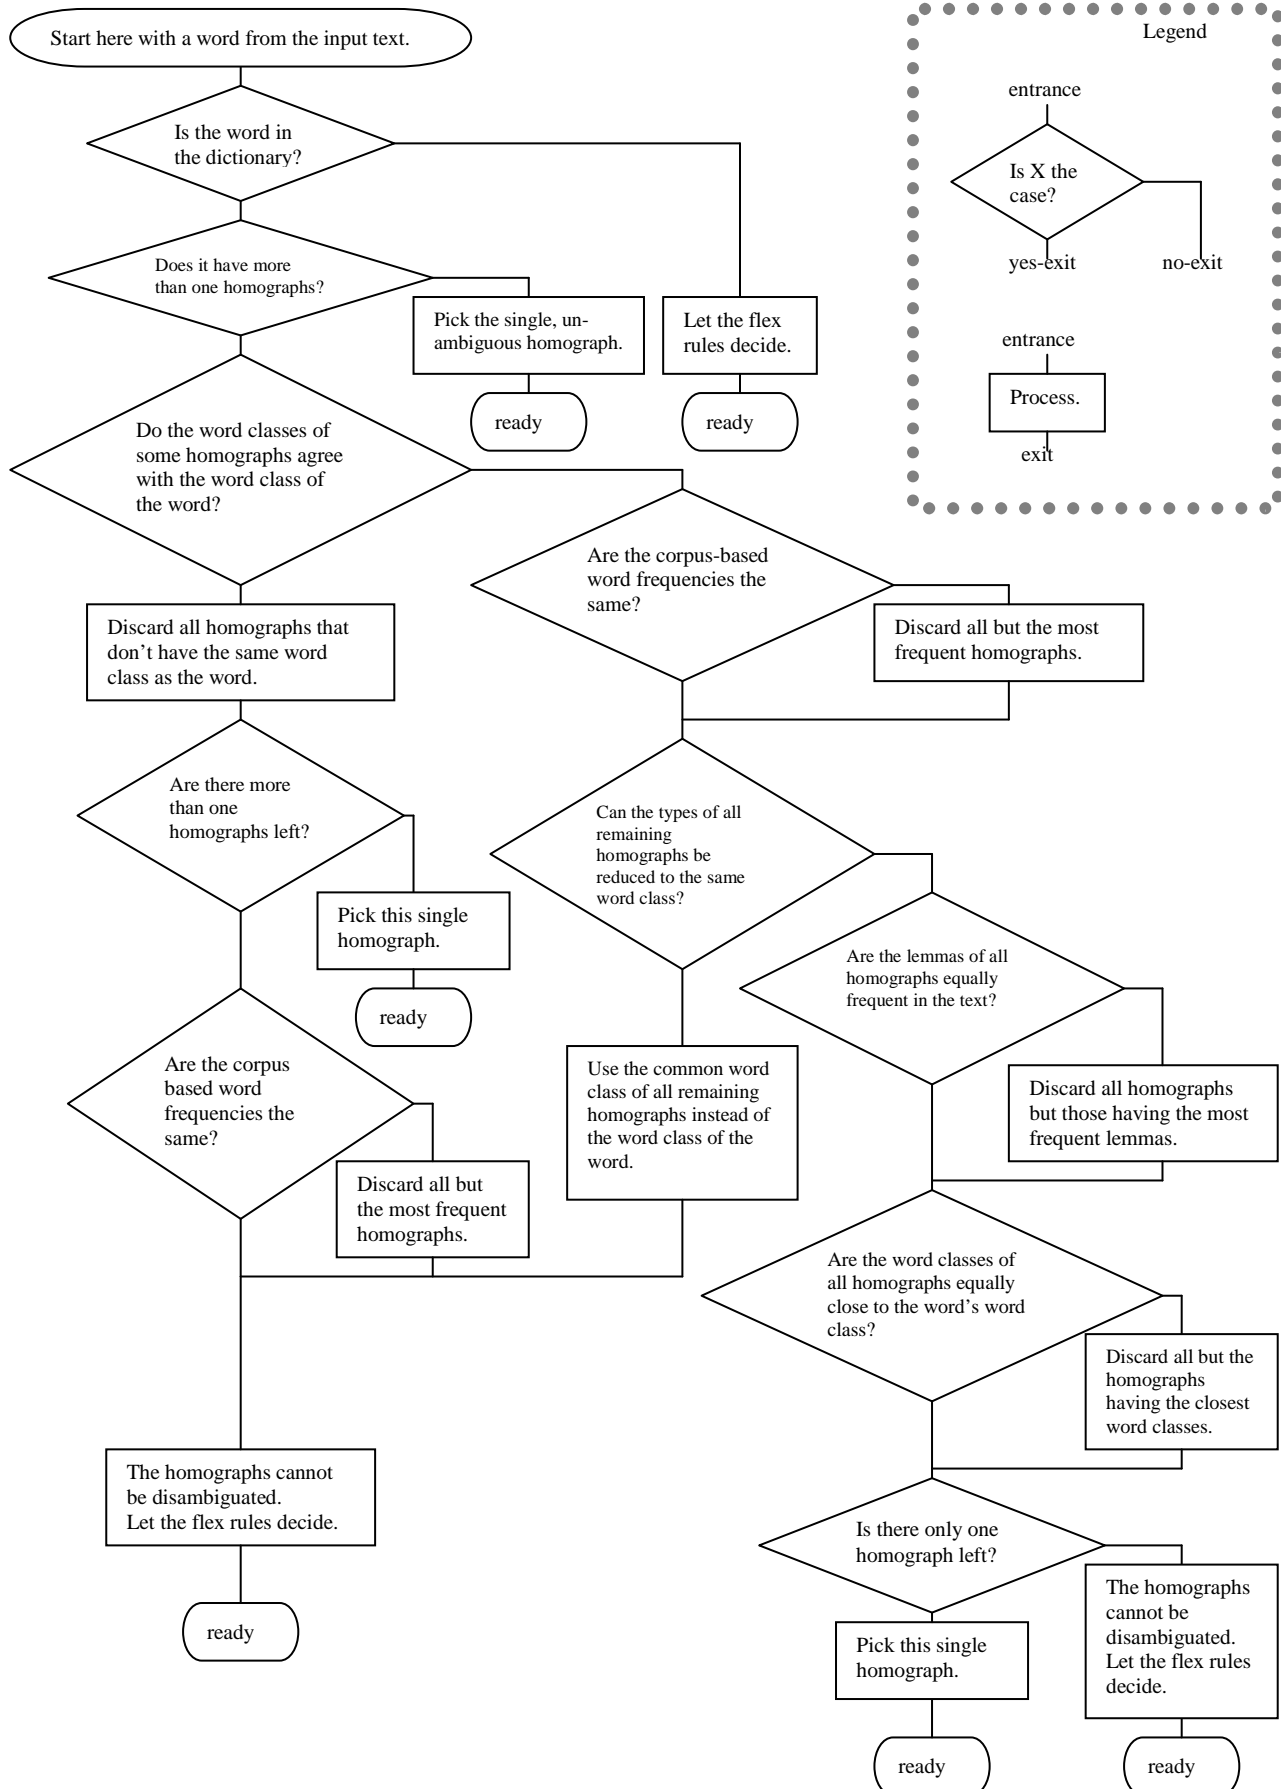 Start here with a word from the input text.
Legend
entrance
Is X the
case?
yes-exit
no-exit
entrance
Process.
exit
Is the word in
the dictionary?
Does it have more
than one homographs?
Pick the single, un-
ambiguous homograph.
ready
Let the flex
rules decide.
ready
Do the word classes of
some homographs agree
with the word class of
the word?
Are the corpus-based
word frequencies the
same?
Discard all but the most
frequent homographs.
Discard all homographs that
don't have the same word
class as the word.
Are there more
than one
homographs left?
Pick this single
homograph.
ready
Can the types of all
remaining
homographs be
reduced to the same
word class?
Are the lemmas of all
homographs equally
frequent in the text?
Discard all homographs
but those having the most
frequent lemmas.
Are the corpus
based word
frequencies the
same?
Discard all but
the most frequent
homographs.
Use the common word
class of all remaining
homographs instead of
the word class of the
word.
Are the word classes of
all homographs equally
close to the word's word
class?
Discard all but the
homographs
having the closest
word classes.
The homographs cannot
be disambiguated.
Let the flex rules decide.
ready
Is there only one
homograph left?
Pick this single
homograph.
ready
The homographs
cannot be
disambiguated.
Let the flex rules
decide.
ready